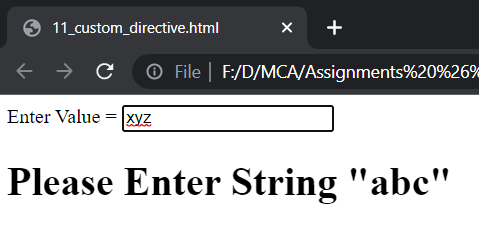 11_custom_directive.html
File F:/D/MCA/Assignments%20%26%
Enter Value = xyz
Please Enter String "abc"